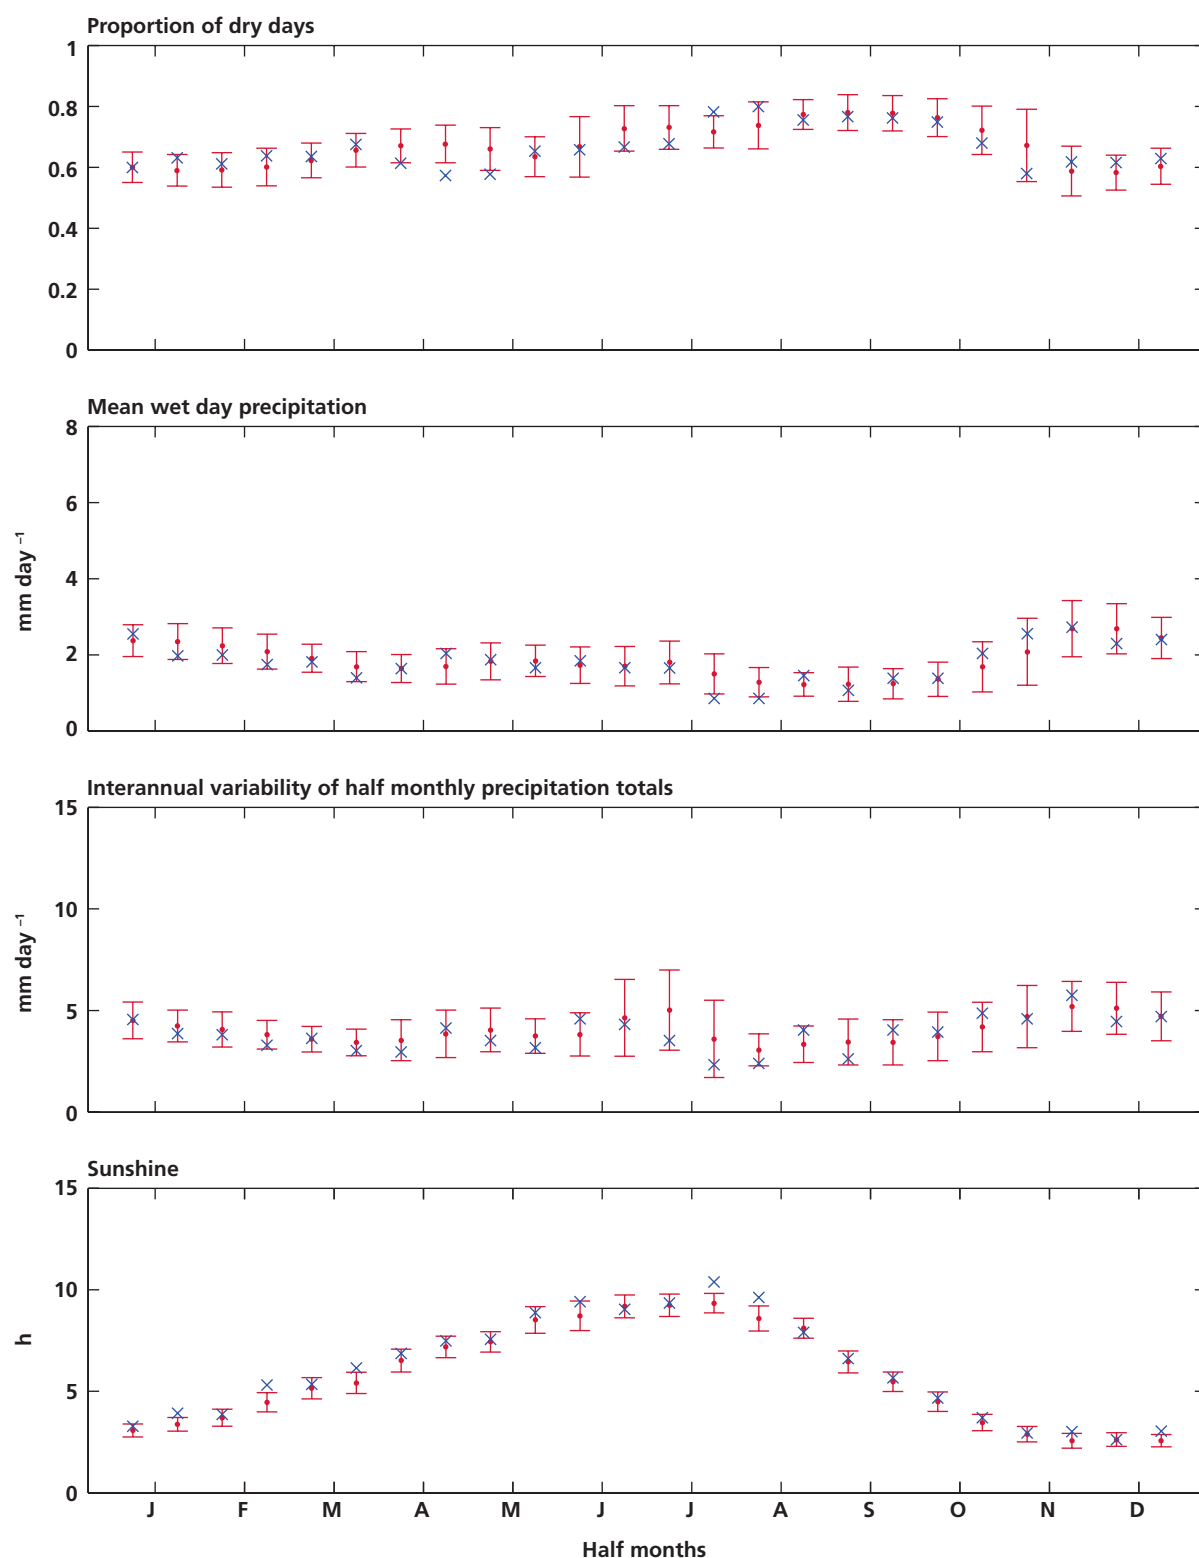 Proportion of dry days
1
0.8
0.6
0.4
0.2
0
Mean wet day precipitation
8
6
4
2
0
mm day ⁻¹
Interannual variability of half monthly precipitation totals
15
10
5
0
mm day ⁻¹
Sunshine
15
10
5
0
h
J F M A M J J A S O N D
Half months